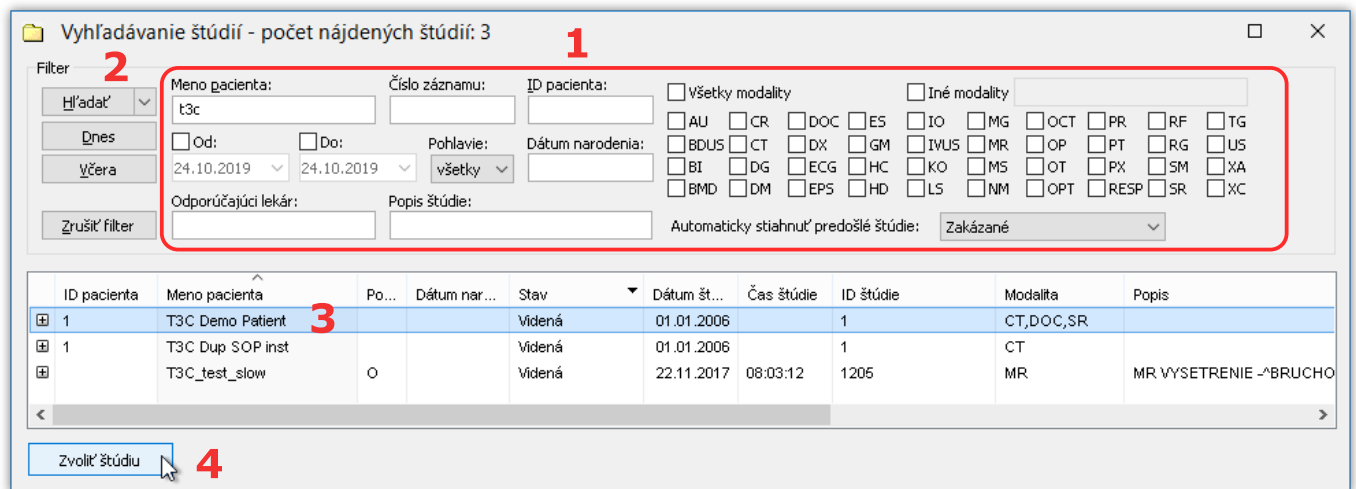 Vyhľadávanie štúdií - počet nájdených štúdií: 3
1
Filter
2
Hľadať
Dnes
Včera
Zrušiť filter
Meno pacienta: Číslo záznamu: ID pacienta:
t3c
Od: Do: Pohlavie: Dátum narodenia:
24.10.2019 24.10.2019 všetky
Odporúčajúci lekár: Popis štúdie:
Všetky modality Iné modality
AU CR DOC ES IO MG OCT PR RF TG
BDUS CT DX GM IVUS MR OP PT RG US
BI DG ECG HC KO MS OT PX SM XA
BMD DM EPS HD LS NM OPT RESP SR XC
Automaticky stiahnuť predošlé štúdie: Zakázané
ID pacienta Meno pacienta Po... Dátum nar... Stav Dátum št... Čas štúdie ID štúdie Modalita Popis
1 T3C Demo Patient 3 Videná 01.01.2006 1 CT,DOC,SR
1 T3C Dup SOP inst Videná 01.01.2006 1 CT
T3C_test_slow O Videná 22.11.2017 08:03:12 1205 MR MR VYSETRENIE -^BRUCHO
Zvoliť štúdiu 4